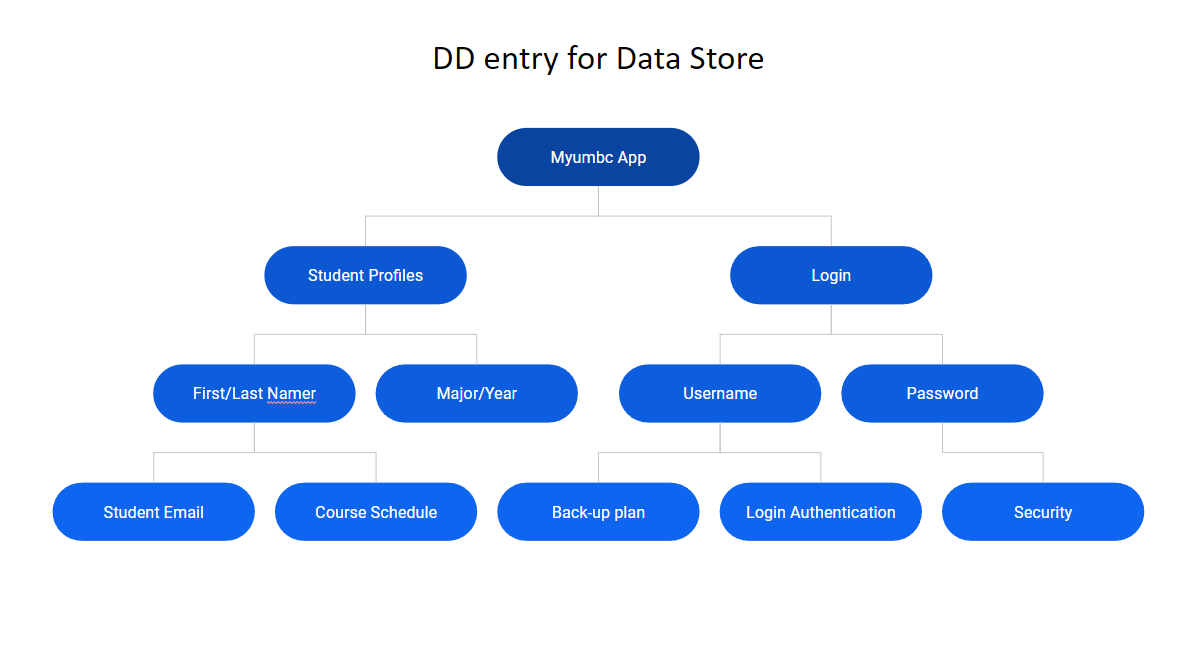 DD entry for Data Store
Myumbc App
Student Profiles
Login
First/Last Namer
Major/Year
Username
Password
Student Email
Course Schedule
Back-up plan
Login Authentication
Security